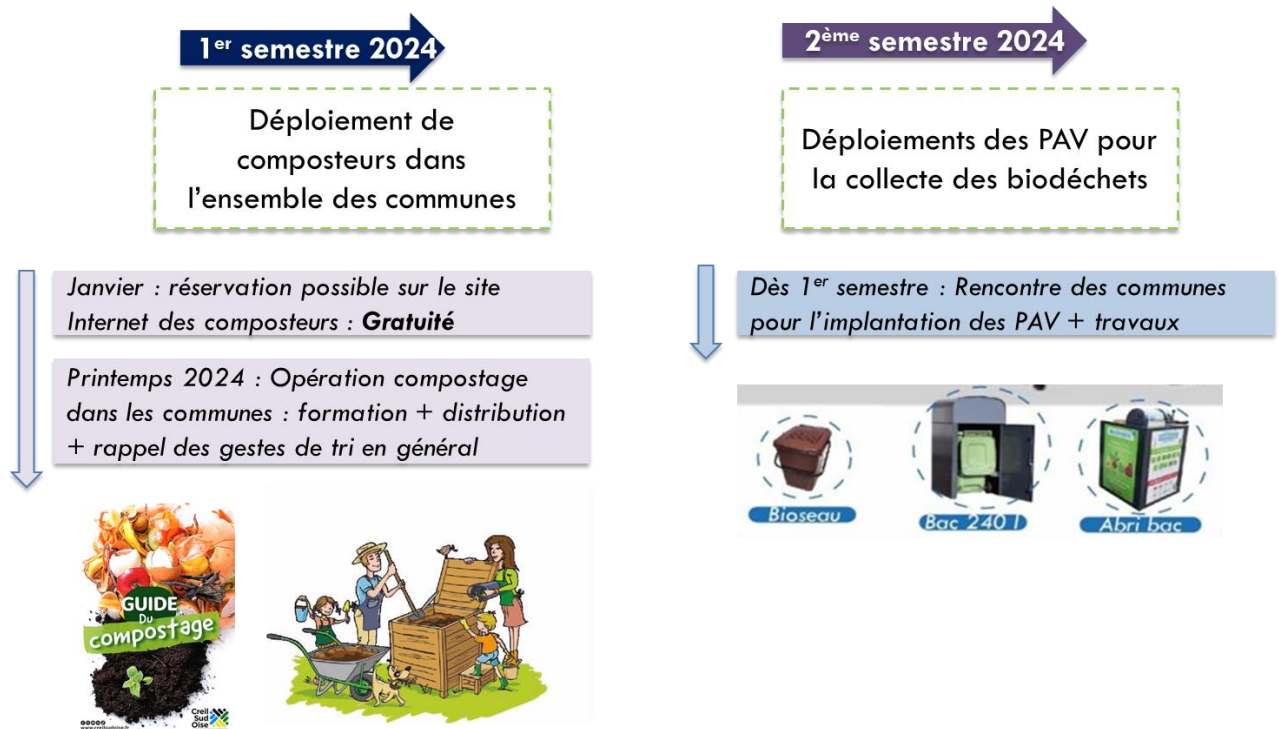 1er semestre 2024
Déploiement de
composteurs dans
l'ensemble des communes
Janvier : réservation possible sur le site
Internet des composteurs : Gratuité
Printemps 2024 : Opération compostage
dans les communes : formation + distribution
+ rappel des gestes de tri en général
GUIDE
Du
compostage
Creil
Sud
Oise
www.creilsudoise.fr
2ème semestre 2024
Déploiements des PAV pour
la collecte des biodéchets
Dès 1er semestre : Rencontre des communes
pour l'implantation des PAV + travaux
Bioseau
Bac 240 l
Abri bac